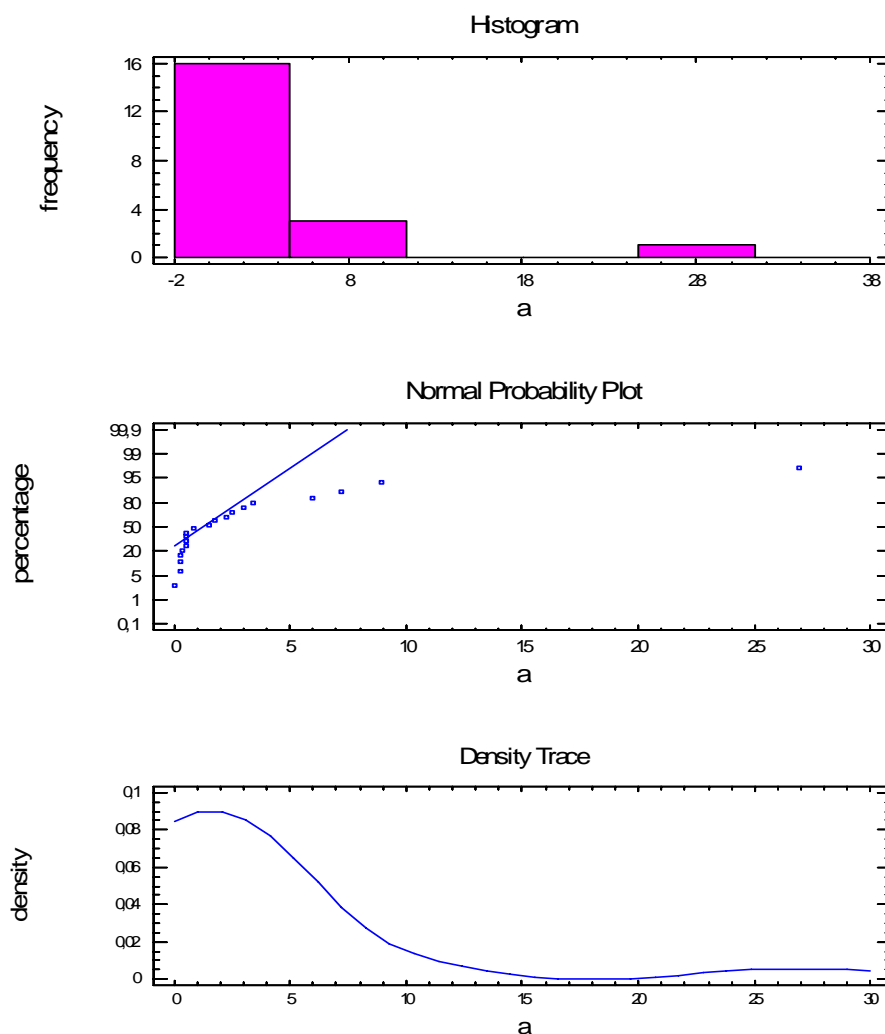 Histogram
frequency
16
12
8
4
0
-2 8 18 28 38
a
Normal Probability Plot
percentage
99,9
99
95
80
50
20
5
1
0,1
0 5 10 15 20 25 30
a
Density Trace
density
0,1
0,08
0,06
0,04
0,02
0
0 5 10 15 20 25 30
a